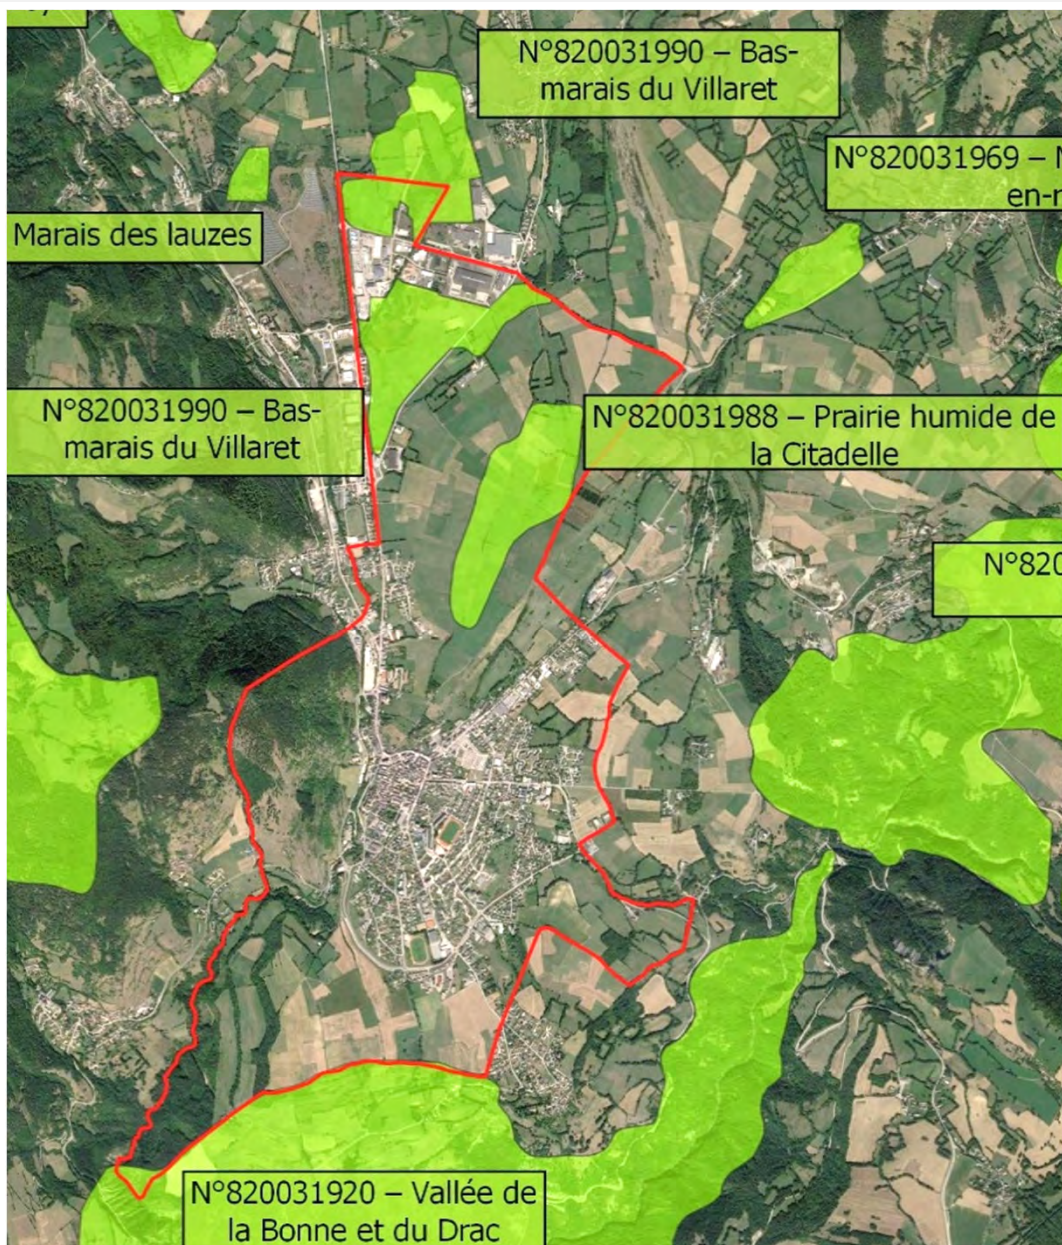 N°820031990 – Bas-
marais du Villaret
N°820031969 –
en-
Marais des lauzes
N°820031990 – Bas-
marais du Villaret
N°820031988 – Prairie humide de
la Citadelle
N°820
N°820031920 – Vallée de
la Bonne et du Drac